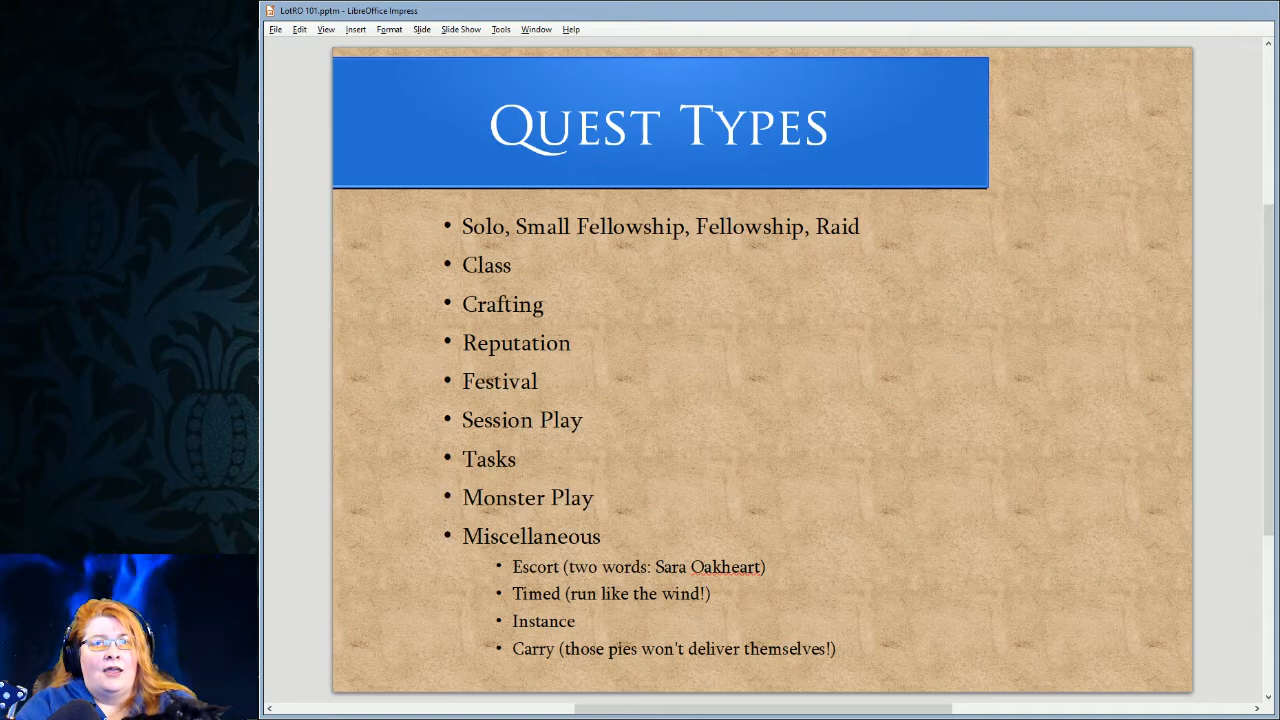 LotRO 101.pptm - LibreOffice Impress
File Edit View Insert Format Slide Slide Show Tools Window Help
Quest Types
• Solo, Small Fellowship, Fellowship, Raid
• Class
• Crafting
• Reputation
• Festival
• Session Play
• Tasks
• Monster Play
• Miscellaneous
• Escort (two words: Sara Oakheart)
• Timed (run like the wind!)
• Instance
• Carry (those pies won't deliver themselves!)